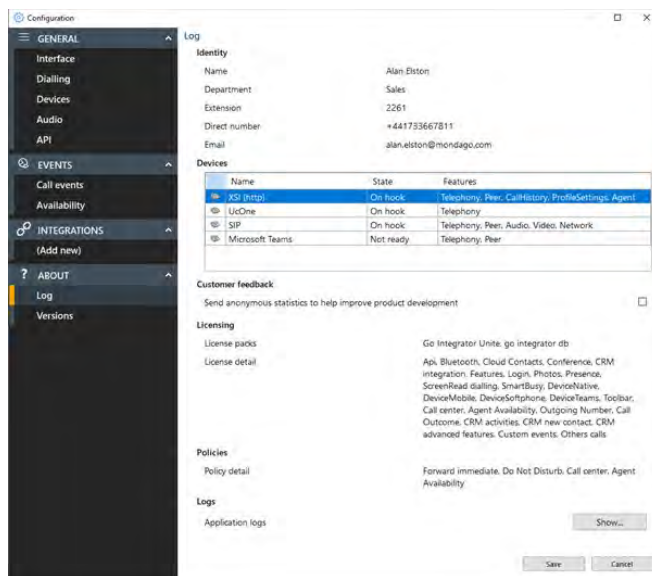 Configuration
GENERAL
Interface
Dialling
Devices
Audio
API
EVENTS
Call events
Availability
INTEGRATIONS
(Add new)
? ABOUT
Log
Versions
Log
Identity
Name Alan Elston
Department Sales
Extension 2261
Direct number +441733667811
Email alan.elston@mondago.com
Devices
Name State Features
XSI (http) On hook Telephony, Peer, CallHistory, ProfileSettings, Agent
UcOne On hook Telephony
SIP On hook Telephony, Peer, Audio, Video, Network
Microsoft Teams Not ready Telephony, Peer
Customer feedback
Send anonymous statistics to help improve product development
Licensing
License packs Go Integrator Unite, go integrator db
License detail Api, Bluetooth, Cloud Contacts, Conference, CRM
integration, Features, Login, Photos, Presence,
ScreenRead dialling, SmartBusy, DeviceNative,
DeviceMobile, DeviceSoftphone, DeviceTeams, Toolbar,
Call center, Agent Availability, Outgoing Number, Call
Outcome, CRM activities, CRM new contact, CRM
advanced features, Custom events, Others calls
Policies
Policy detail Forward immediate, Do Not Disturb, Call center, Agent
Availability
Logs
Application logs Show...
Save Cancel